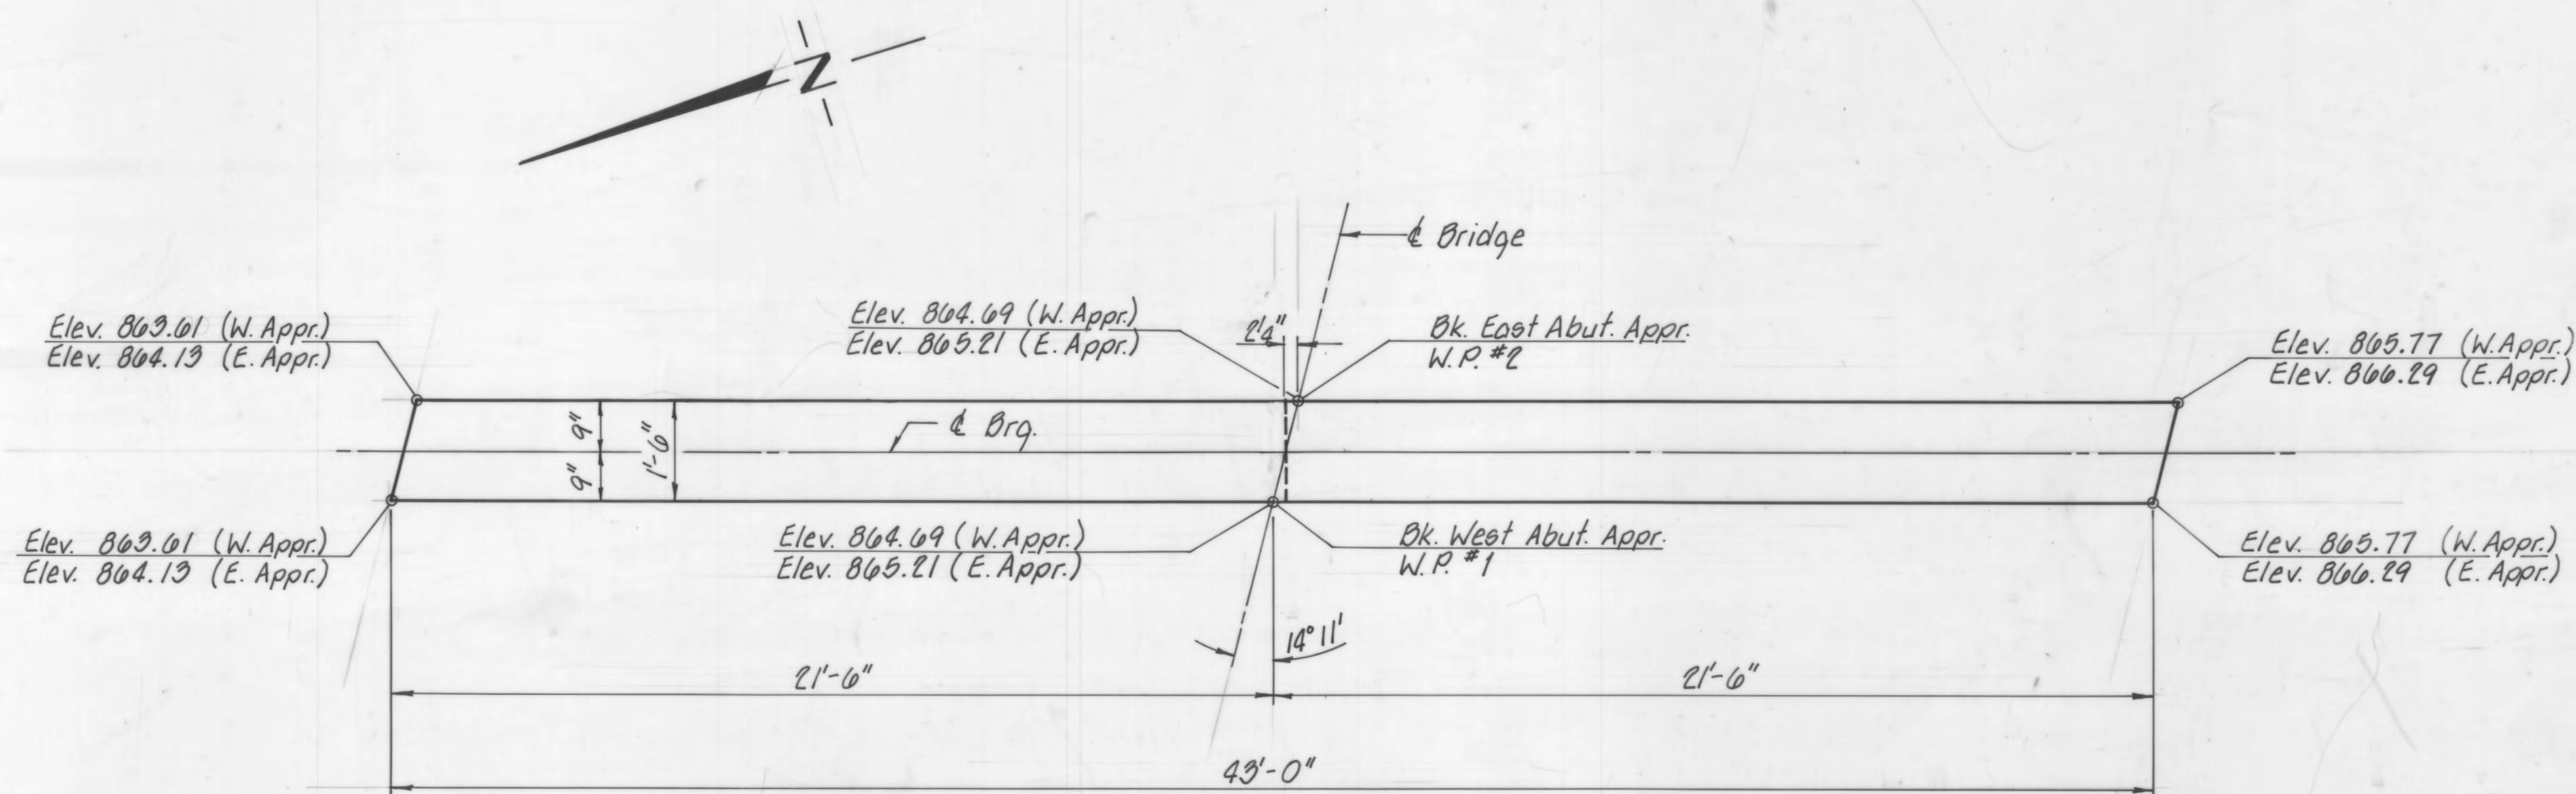 N
℄ Bridge
Elev. 864.69 (W. Appr.)
Elev. 865.21 (E. Appr.)
2¼"
Bk. East Abut. Appr.
W.P. #2
Elev. 863.61 (W. Appr.)
Elev. 864.13 (E. Appr.)
Elev. 865.77 (W. Appr.)
Elev. 866.29 (E. Appr.)
9"
9"
1'-6"
℄ Brg.
Elev. 863.61 (W. Appr.)
Elev. 864.13 (E. Appr.)
Elev. 864.69 (W. Appr.)
Elev. 865.21 (E. Appr.)
Bk. West Abut. Appr.
W.P. #1
Elev. 865.77 (W. Appr.)
Elev. 866.29 (E. Appr.)
14° 11'
21'-6"
21'-6"
43'-0"